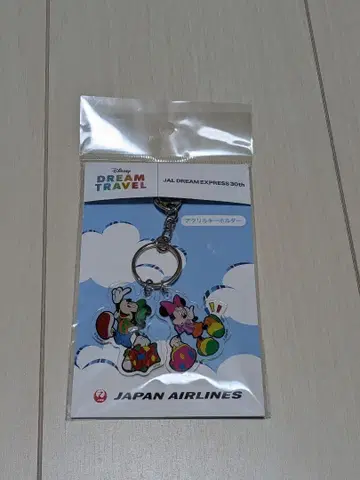 Disney
DREAM
TRAVEL
JAL DREAM EXPRESS 30th
アクリルキーホルダー
JAPAN AIRLINES